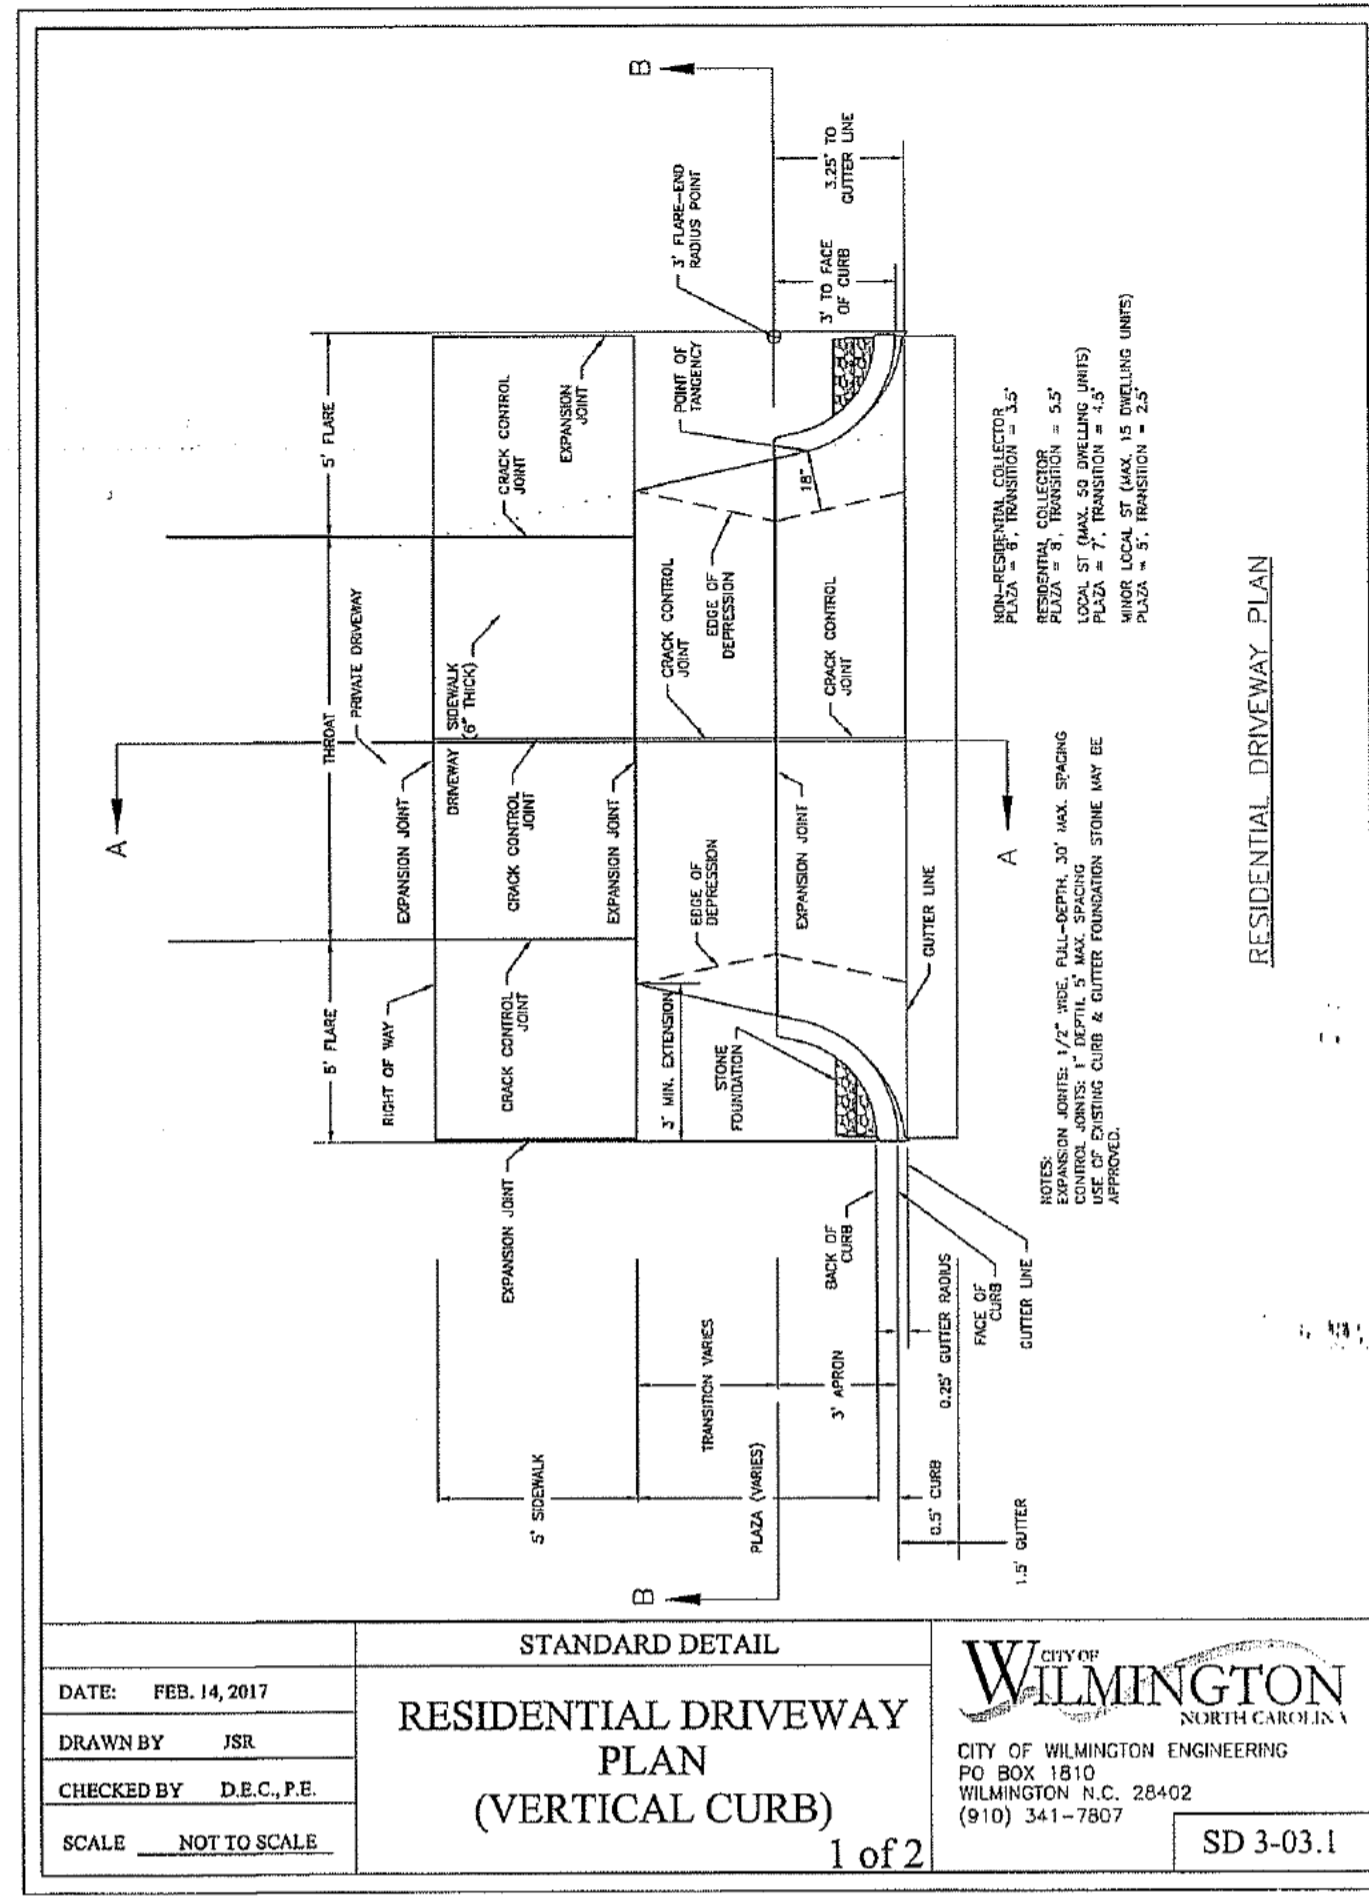 B
3.25' TO
GUTTER LINE
3' FLARE-END
RADIUS POINT
3' TO FACE
OF CURB
5' FLARE
CRACK CONTROL
JOINT
EXPANSION
JOINT
POINT OF
TANGENCY
18"
THROAT
PRIVATE DRIVEWAY
DRIVEWAY SIDEWALK
(6" THICK)
CRACK CONTROL
JOINT
EDGE OF
DEPRESSION
CRACK CONTROL
JOINT
A
EXPANSION JOINT
CRACK CONTROL
JOINT
EXPANSION JOINT
EDGE OF
DEPRESSION
EXPANSION JOINT
GUTTER LINE
A
5' FLARE
RIGHT OF WAY
CRACK CONTROL
JOINT
3' MIN. EXTENSION
STONE
FOUNDATION
EXPANSION JOINT
BACK OF
CURB
0.25' GUTTER RADIUS
FACE OF
CURB
GUTTER LINE
TRANSITION VARIES
3' APRON
5' SIDEWALK
PLAZA (VARIES)
0.5' CURB
1.5' GUTTER
B
NON-RESIDENTIAL COLLECTOR
PLAZA = 6', TRANSITION = 3.5'
RESIDENTIAL COLLECTOR
PLAZA = 8', TRANSITION = 5.5'
LOCAL ST (MAX. 50 DWELLING UNITS)
PLAZA = 7', TRANSITION = 4.5'
MINOR LOCAL ST (MAX. 15 DWELLING UNITS)
PLAZA = 5', TRANSITION = 2.5'
NOTES:
EXPANSION JOINTS: 1/2" WIDE, FULL-DEPTH, 30' MAX. SPACING
CONTROL JOINTS: 1" DEPTH, 5' MAX. SPACING
USE OF EXISTING CURB & GUTTER FOUNDATION STONE MAY BE
APPROVED.
RESIDENTIAL DRIVEWAY PLAN
DATE: FEB. 14, 2017
DRAWN BY JSR
CHECKED BY D.E.C., P.E.
SCALE NOT TO SCALE
STANDARD DETAIL
RESIDENTIAL DRIVEWAY
PLAN
(VERTICAL CURB)
1 of 2
CITY OF
WILMINGTON
NORTH CAROLINA
CITY OF WILMINGTON ENGINEERING
PO BOX 1810
WILMINGTON N.C. 28402
(910) 341-7807
SD 3-03.1